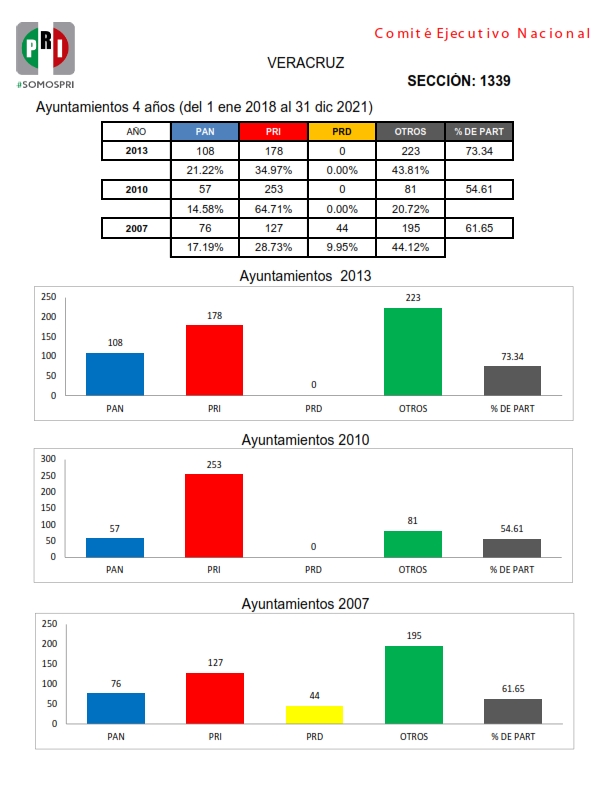 Comité Ejecutivo Nacional
PRI
#SOMOSPRI
VERACRUZ
SECCIÓN: 1339
Ayuntamientos 4 años (del 1 ene 2018 al 31 dic 2021)
AÑO PAN PRI PRD OTROS % DE PART
2013 108 178 0 223 73.34
21.22% 34.97% 0.00% 43.81%
2010 57 253 0 81 54.61
14.58% 64.71% 0.00% 20.72%
2007 76 127 44 195 61.65
17.19% 28.73% 9.95% 44.12%
Ayuntamientos 2013
250
200
150
100
50
0
108 178 0 223 73.34
PAN PRI PRD OTROS % DE PART
Ayuntamientos 2010
300
250
200
150
100
50
0
57 253 0 81 54.61
PAN PRI PRD OTROS % DE PART
Ayuntamientos 2007
250
200
150
100
50
0
76 127 44 195 61.65
PAN PRI PRD OTROS % DE PART